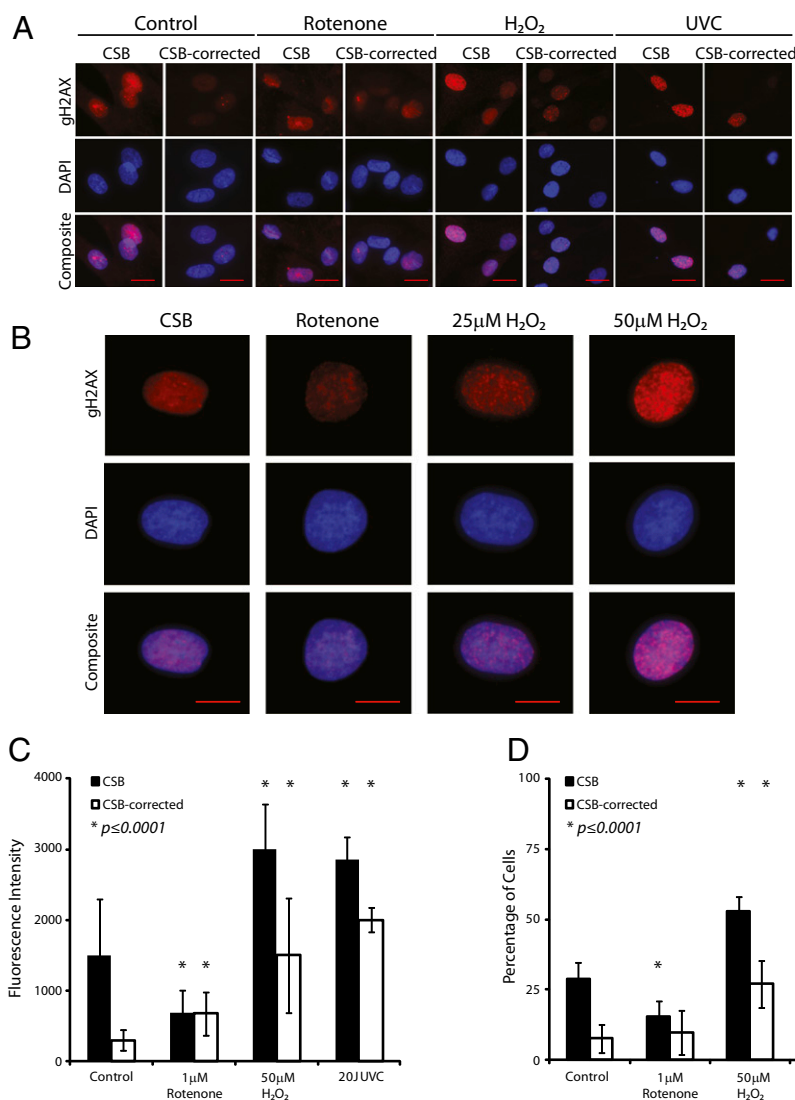 A
Control Rotenone H₂O₂ UVC
CSB CSB-corrected CSB CSB-corrected CSB CSB-corrected CSB CSB-corrected
gH2AX
DAPI
Composite
B
CSB Rotenone 25μM H₂O₂ 50μM H₂O₂
gH2AX
DAPI
Composite
C
4000
3000
2000
1000
0
Fluorescence Intensity
CSB
CSB-corrected
* p≤0.0001
* * * * * *
Control 1μM Rotenone 50μM H₂O₂ 20J UVC
D
100
75
50
25
0
Percentage of Cells
CSB
CSB-corrected
* p≤0.0001
* * *
Control 1μM Rotenone 50μM H₂O₂